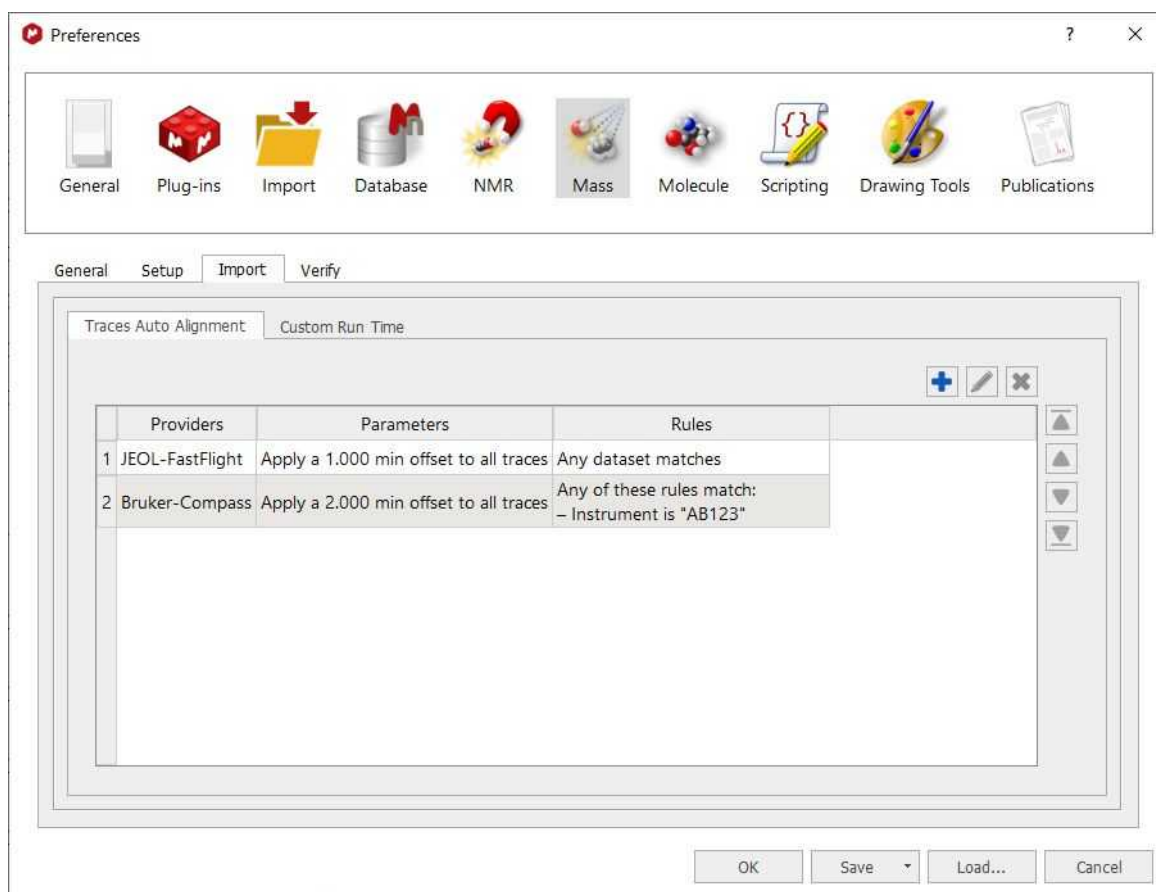 Preferences
?
General Plug-ins Import Database NMR Mass Molecule Scripting Drawing Tools Publications
General Setup Import Verify
Traces Auto Alignment Custom Run Time
Providers Parameters Rules
1 JEOL-FastFlight Apply a 1.000 min offset to all traces Any dataset matches
2 Bruker-Compass Apply a 2.000 min offset to all traces Any of these rules match:
– Instrument is "AB123"
OK Save Load... Cancel